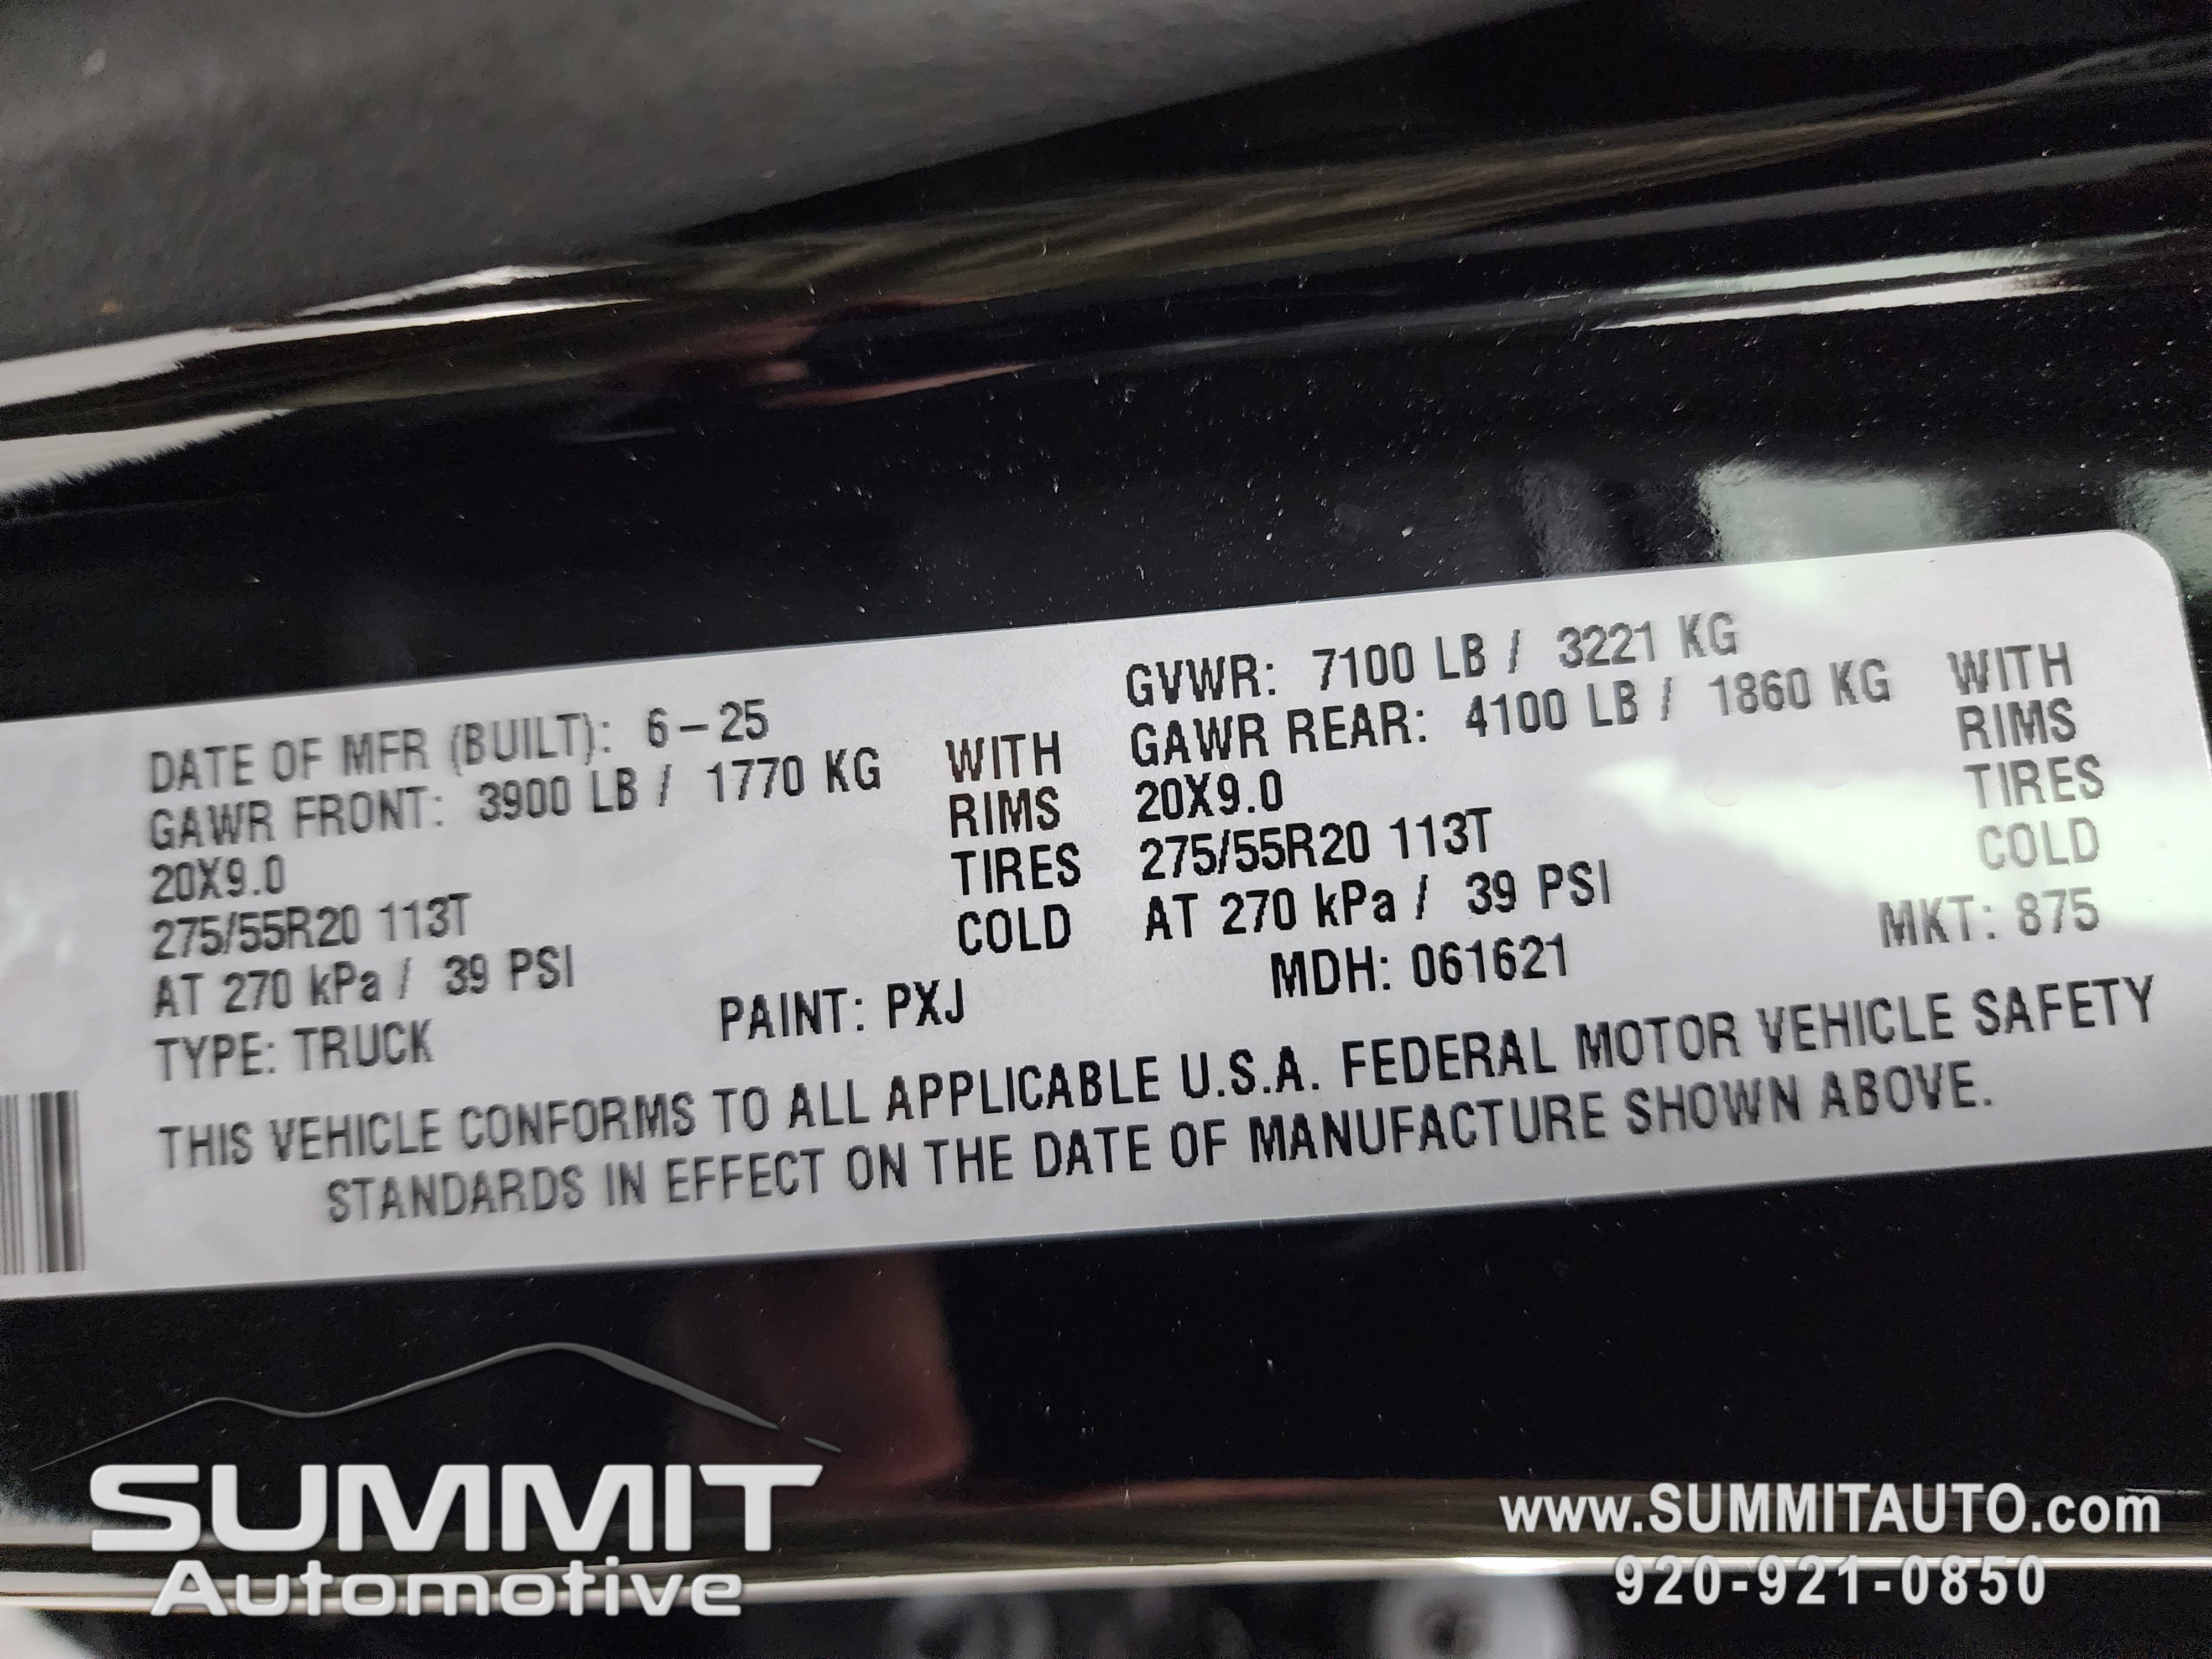 DATE OF MFR (BUILT): 6-25 GVWR: 7100 LB / 3221 KG
GAWR FRONT: 3900 LB / 1770 KG WITH GAWR REAR: 4100 LB / 1860 KG WITH
20X9.0 RIMS 20X9.0 RIMS
275/55R20 113T TIRES 275/55R20 113T TIRES
AT 270 kPa / 39 PSI COLD AT 270 kPa / 39 PSI COLD
TYPE: TRUCK PAINT: PXJ MDH: 061621 MKT: 875
THIS VEHICLE CONFORMS TO ALL APPLICABLE U.S.A. FEDERAL MOTOR VEHICLE SAFETY
STANDARDS IN EFFECT ON THE DATE OF MANUFACTURE SHOWN ABOVE.
SUMMIT
Automotive
www.SUMMITAUTO.com
920-921-0850